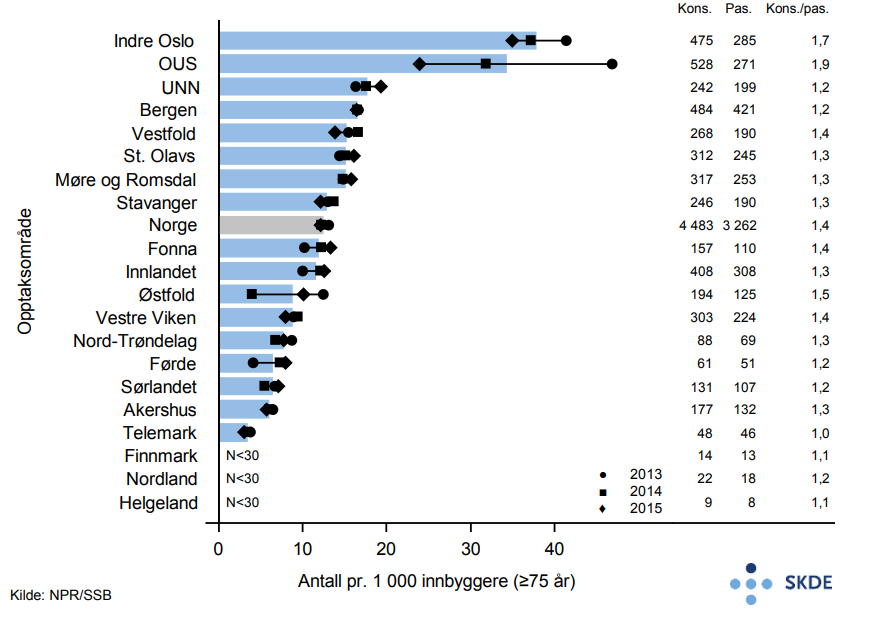 Kons. Pas. Kons./pas.
Indre Oslo 475 285 1,7
OUS 528 271 1,9
UNN 242 199 1,2
Bergen 484 421 1,2
Vestfold 268 190 1,4
St. Olavs 312 245 1,3
Møre og Romsdal 317 253 1,3
Stavanger 246 190 1,3
Norge 4 483 3 262 1,4
Fonna 157 110 1,4
Innlandet 408 308 1,3
Østfold 194 125 1,5
Vestre Viken 303 224 1,4
Nord-Trøndelag 88 69 1,3
Førde 61 51 1,2
Sørlandet 131 107 1,2
Akershus 177 132 1,3
Telemark 48 46 1,0
Finnmark N<30 14 13 1,1
Nordland N<30 22 18 1,2
Helgeland N<30 9 8 1,1
Opptaksområde
2013
2014
2015
0 10 20 30 40
Antall pr. 1 000 innbyggere (≥75 år)
Kilde: NPR/SSB
SKDE